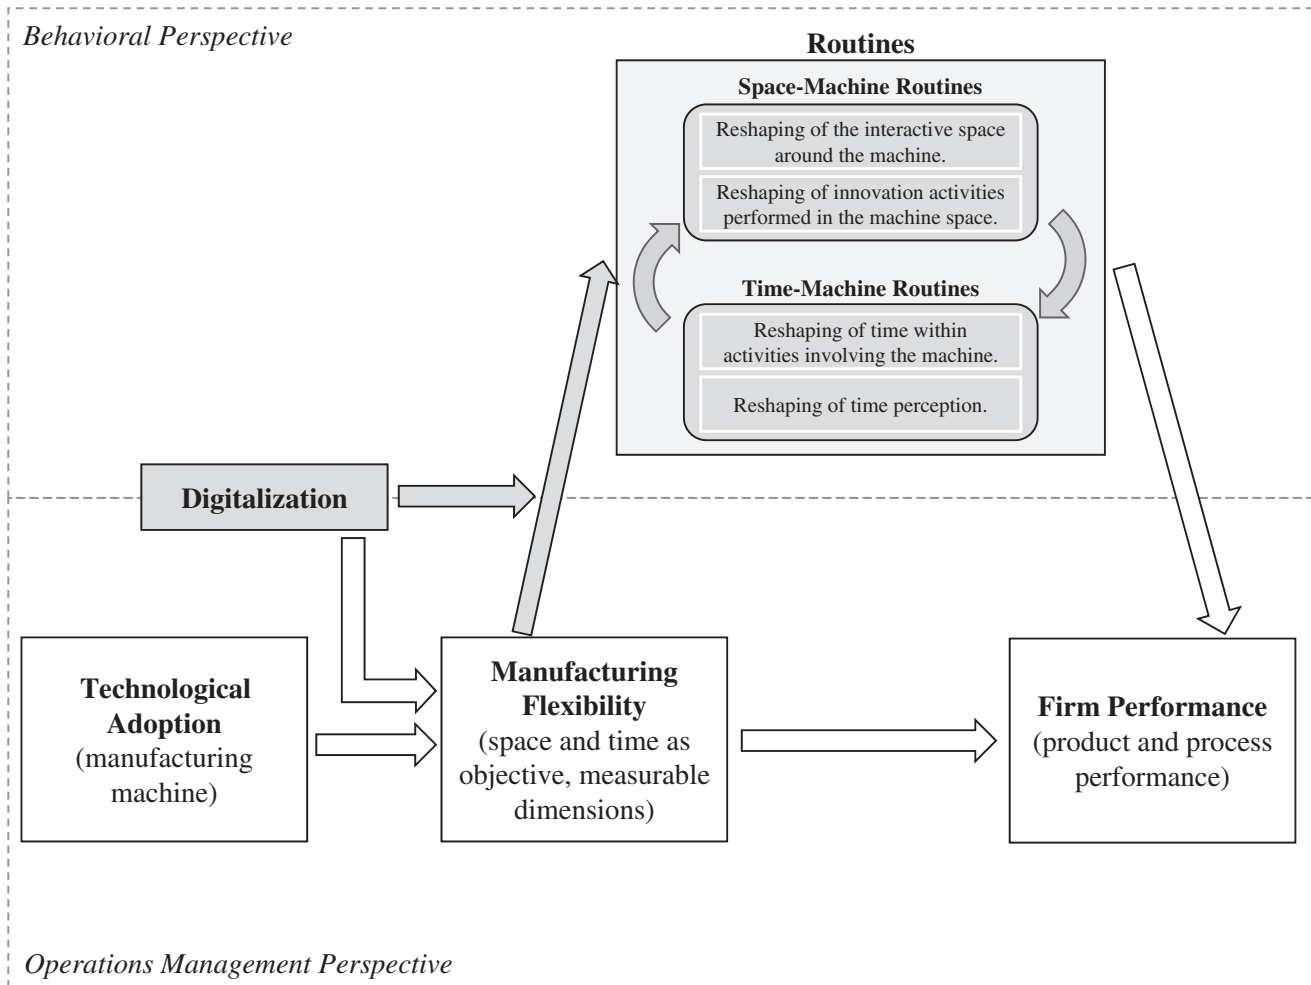 Behavioral Perspective
Routines
Space-Machine Routines
Reshaping of the interactive space
around the machine.
Reshaping of innovation activities
performed in the machine space.
Time-Machine Routines
Reshaping of time within
activities involving the machine.
Reshaping of time perception.
Digitalization
Technological
Adoption
(manufacturing
machine)
Manufacturing
Flexibility
(space and time as
objective, measurable
dimensions)
Firm Performance
(product and process
performance)
Operations Management Perspective